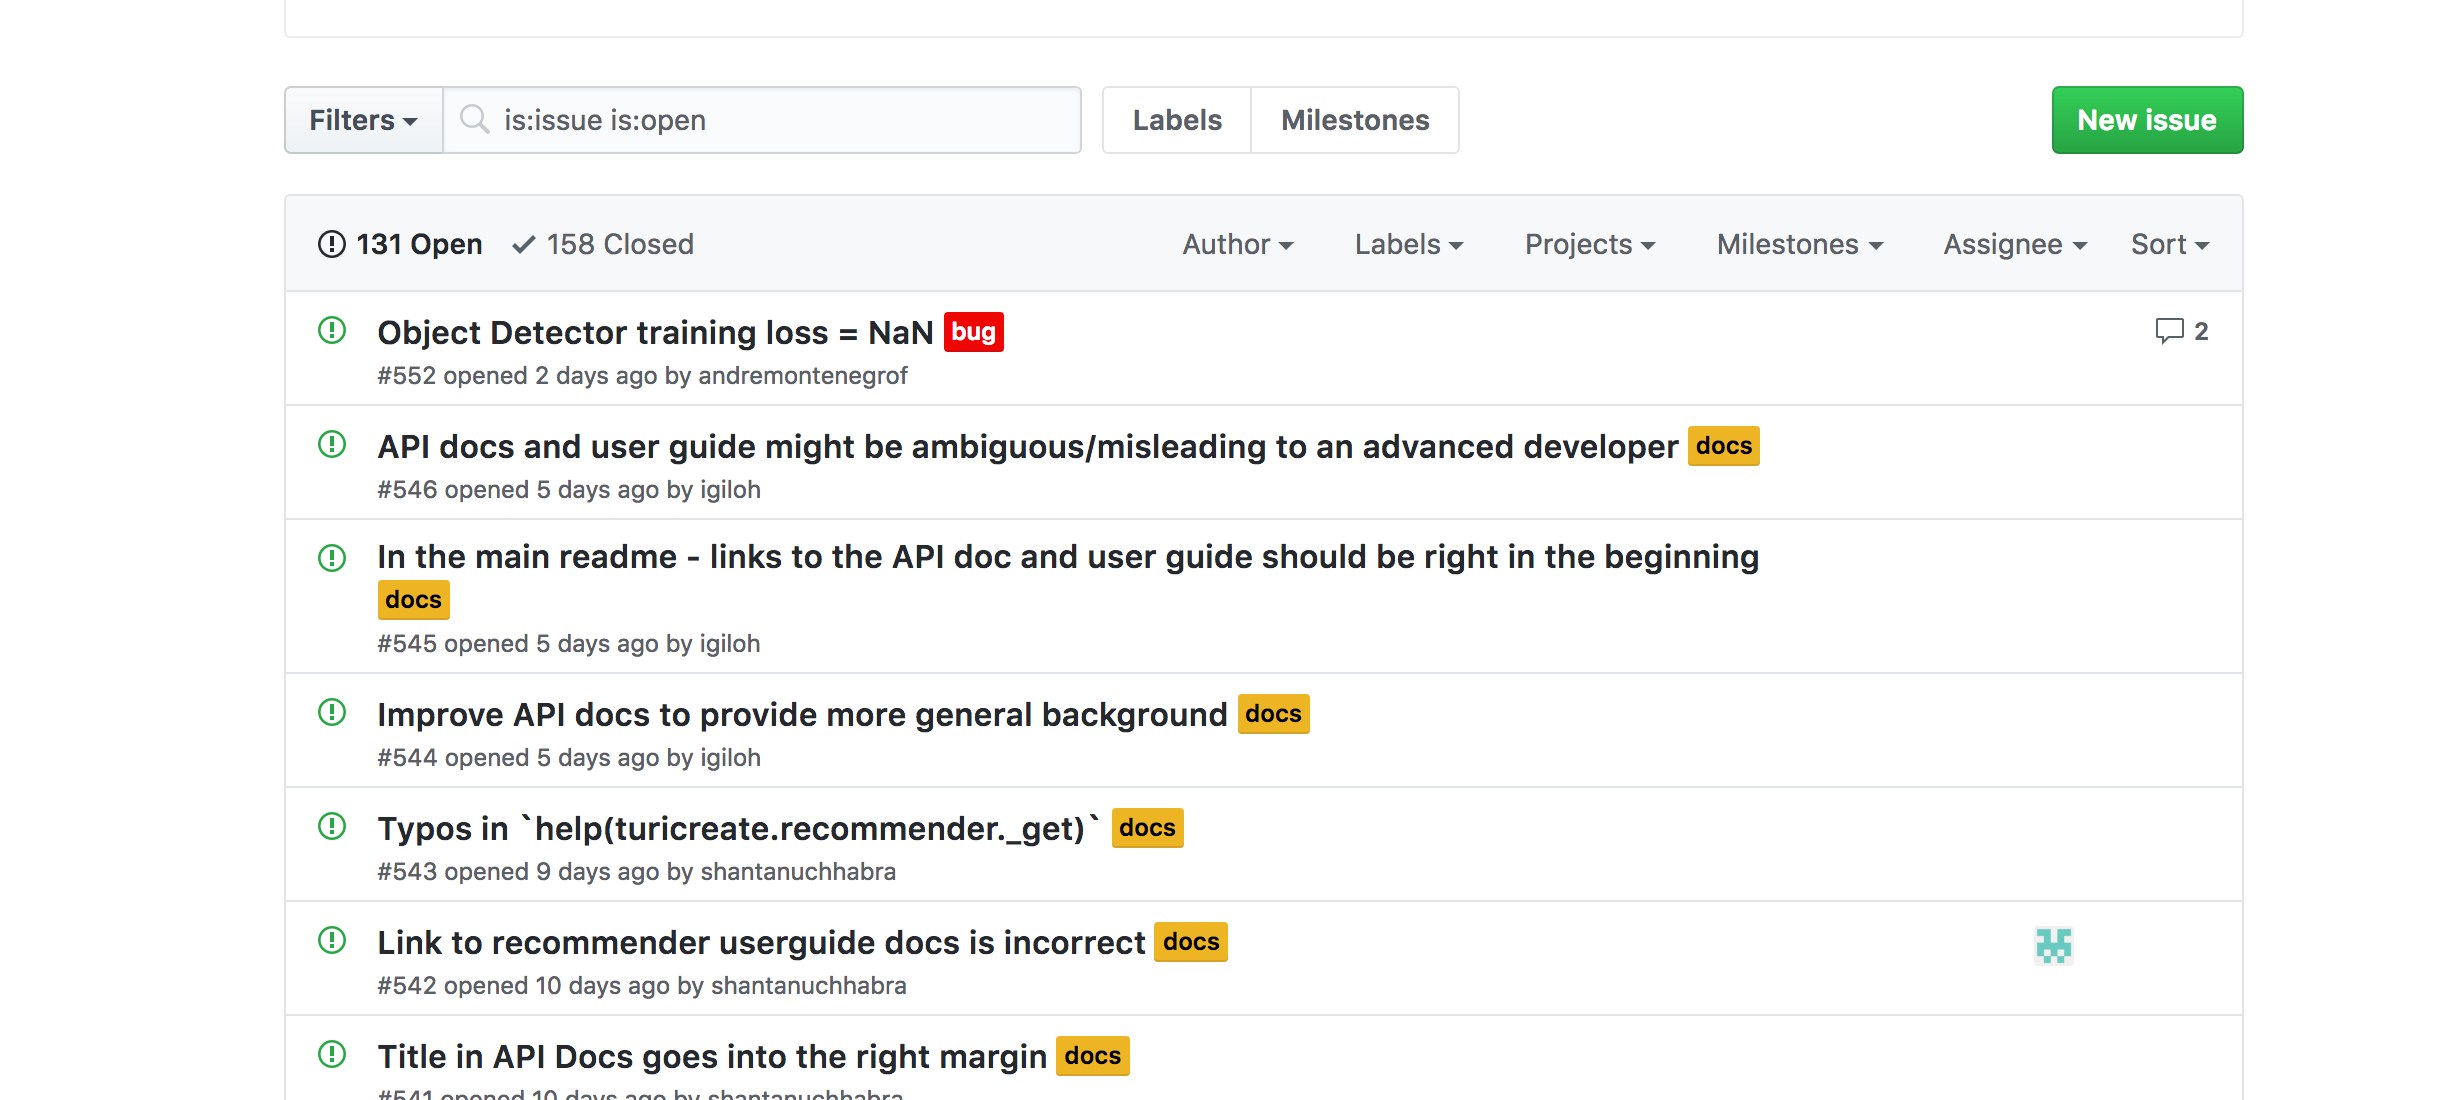 Filters is:issue is:open Labels Milestones New issue
131 Open 158 Closed Author Labels Projects Milestones Assignee Sort
Object Detector training loss = NaN bug 2
#552 opened 2 days ago by andremontenegrof
API docs and user guide might be ambiguous/misleading to an advanced developer docs
#546 opened 5 days ago by igiloh
In the main readme - links to the API doc and user guide should be right in the beginning
docs
#545 opened 5 days ago by igiloh
Improve API docs to provide more general background docs
#544 opened 5 days ago by igiloh
Typos in `help(turicreate.recommender._get)` docs
#543 opened 9 days ago by shantanuchhabra
Link to recommender userguide docs is incorrect docs
#542 opened 10 days ago by shantanuchhabra
Title in API Docs goes into the right margin docs
#541 opened 10 days ago by shantanuchhabra